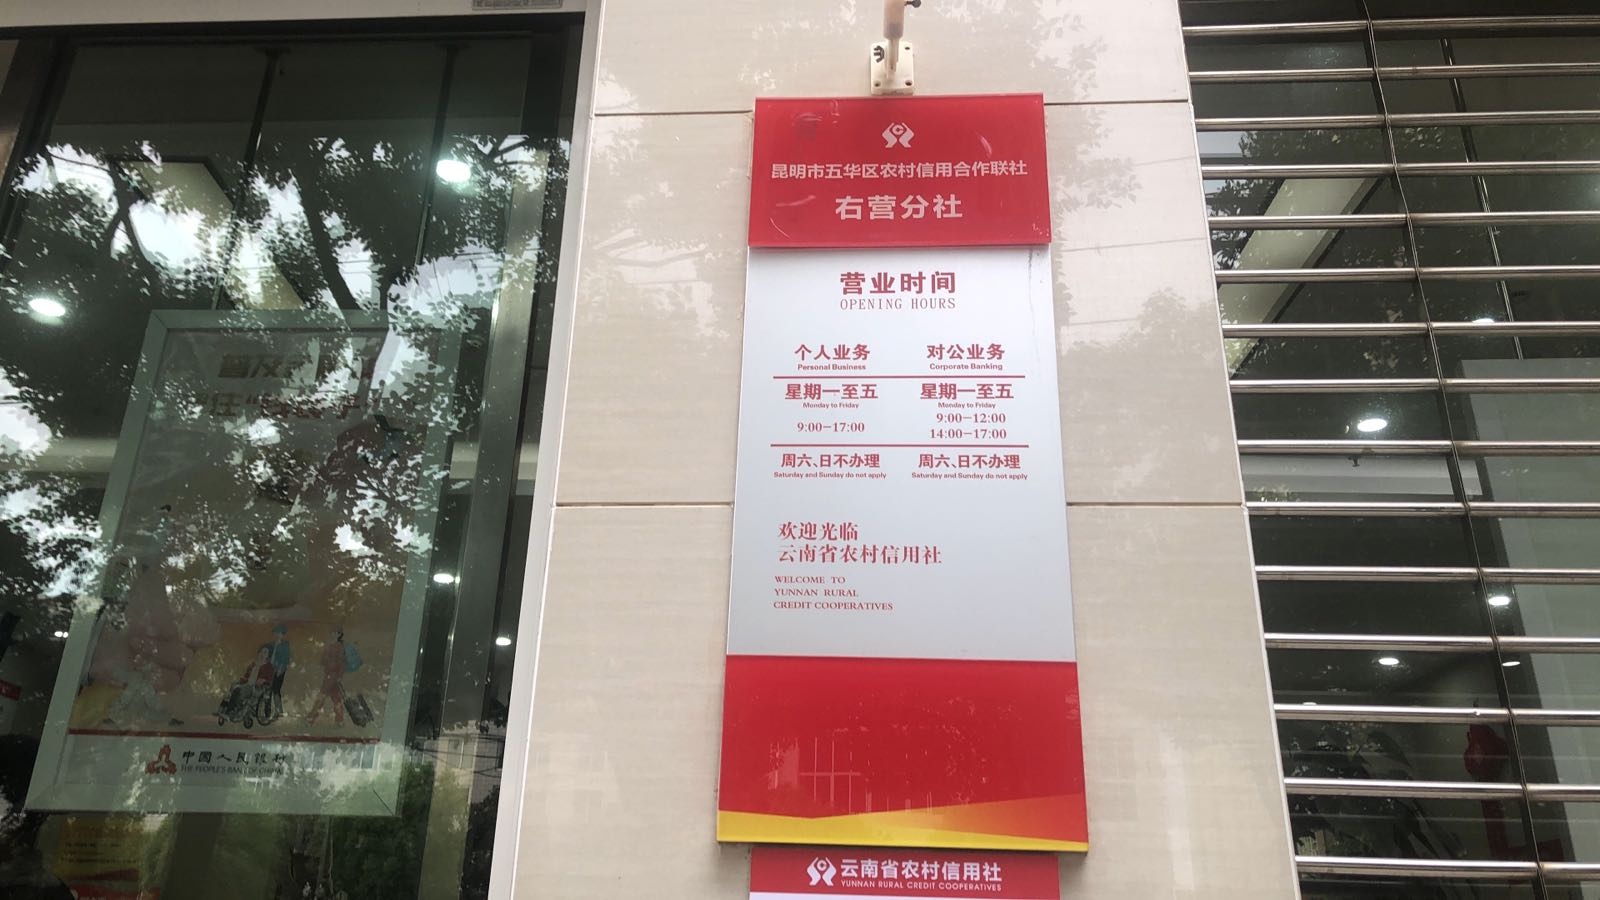 昆明市五华区农村信用合作联社
右营分社
营业时间
OPENING HOURS
个人业务
Personal Business
星期一至五
Monday to Friday
9:00-17:00
周六、日不办理
Saturday and Sunday do not apply
对公业务
Corporate Banking
星期一至五
Monday to Friday
9:00-12:00
14:00-17:00
周六、日不办理
Saturday and Sunday do not apply
欢迎光临
云南省农村信用社
WELCOME TO
YUNNAN RURAL
CREDIT COOPERATIVES
云南省农村信用社
YUNNAN RURAL CREDIT COOPERATIVES
中国人民银行
THE PEOPLE'S BANK OF CHINA